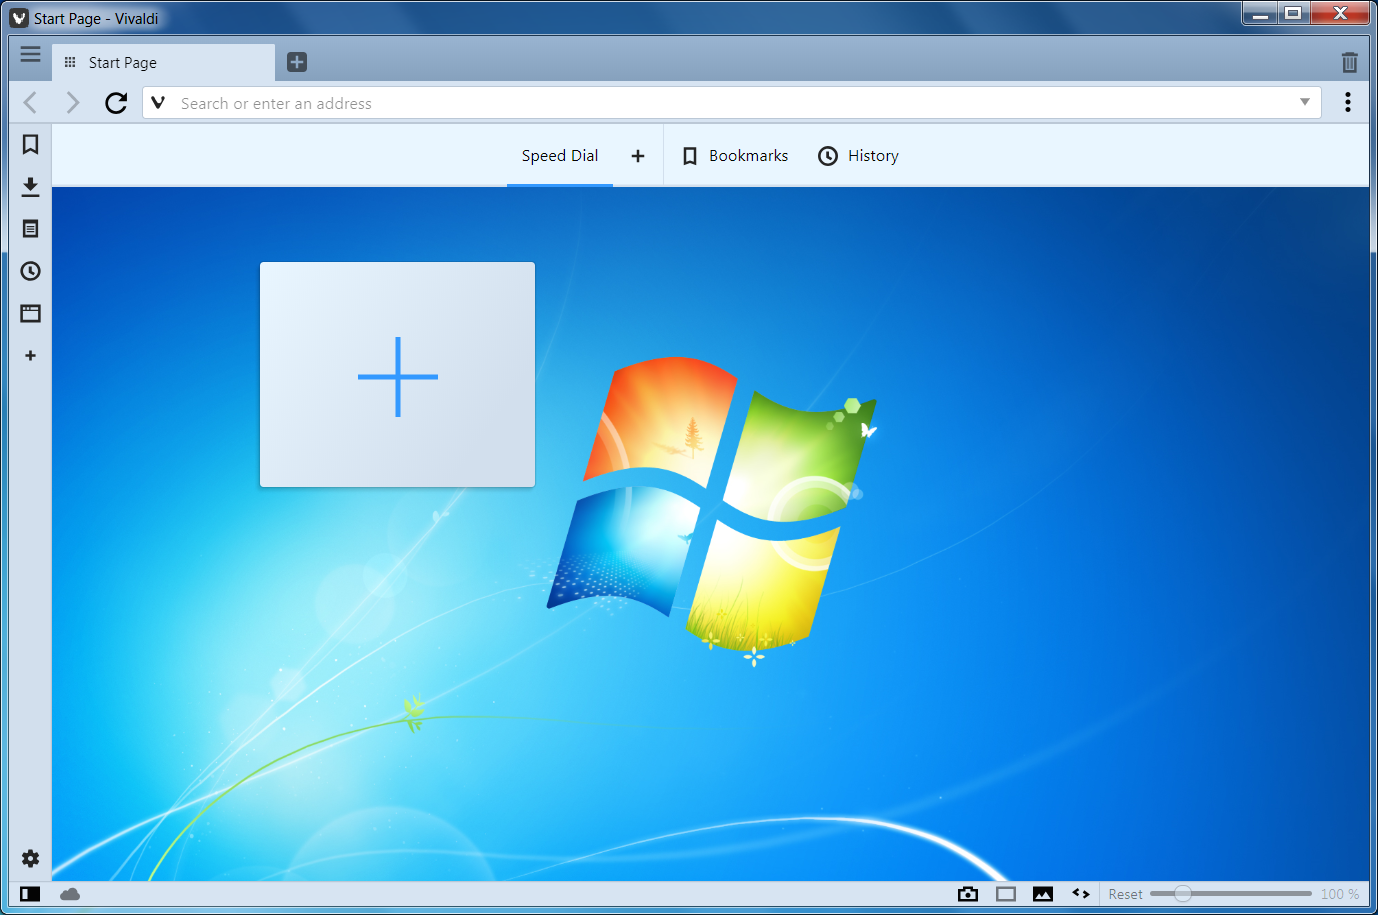 Start Page - Vivaldi
Start Page
Search or enter an address
Speed Dial
Bookmarks
History
Reset
100 %